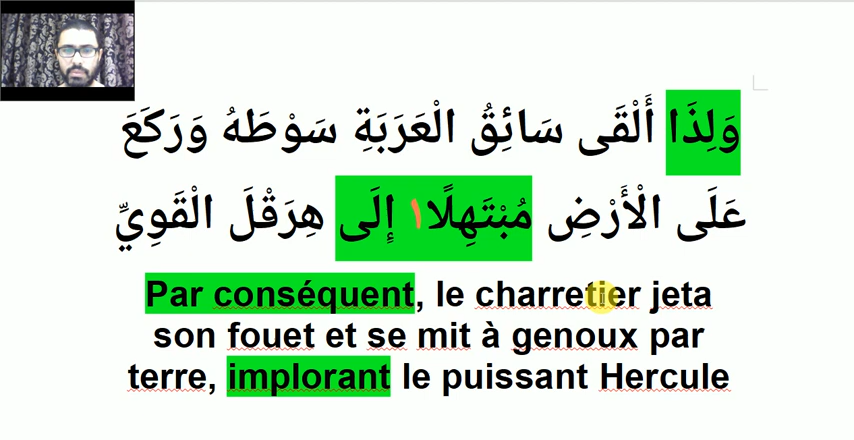 وَلِذَا أَلْقَى سَائِقُ الْعَرَبَةِ سَوْطَهُ وَرَكَعَ
عَلَى الْأَرْضِ مُبْتَهِلًا١ إِلَى هِرَقْلَ الْقَوِيِّ
Par conséquent, le charretier jeta
son fouet et se mit à genoux par
terre, implorant le puissant Hercule